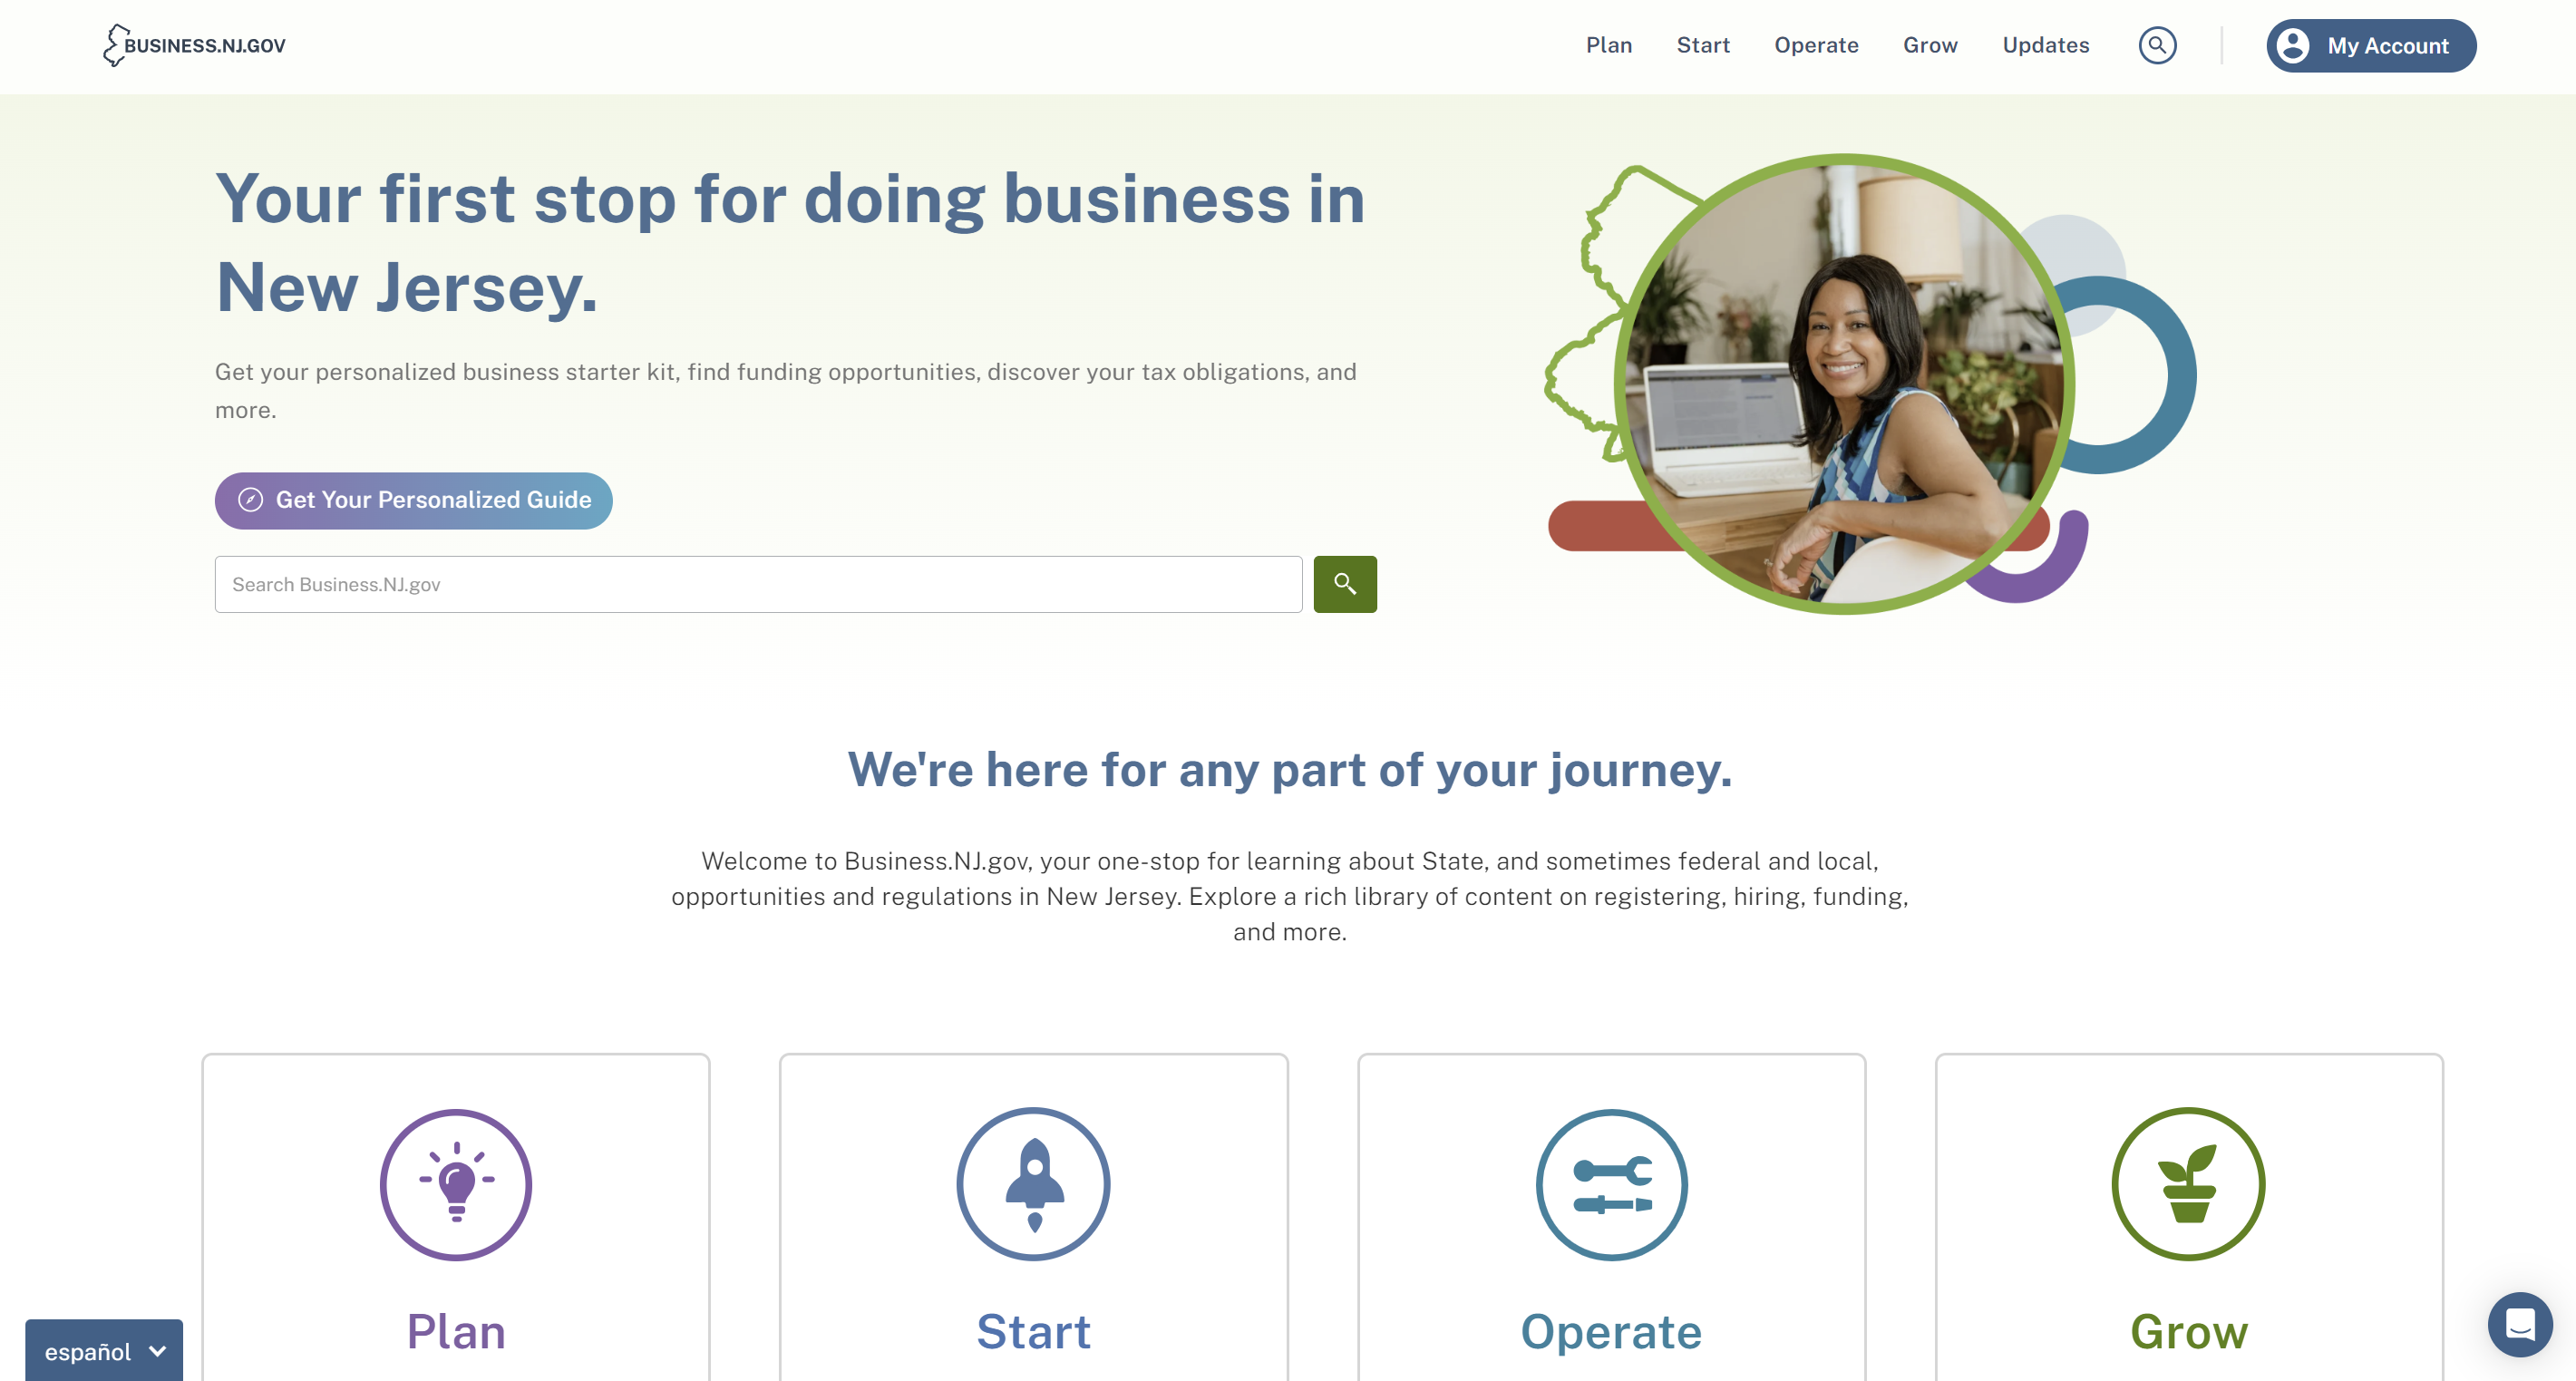 BUSINESS.NJ.GOV
Plan
Start
Operate
Grow
Updates
My Account
Your first stop for doing business in
New Jersey.
Get your personalized business starter kit, find funding opportunities, discover your tax obligations, and
more.
Get Your Personalized Guide
Search Business.NJ.gov
We're here for any part of your journey.
Welcome to Business.NJ.gov, your one-stop for learning about State, and sometimes federal and local,
opportunities and regulations in New Jersey. Explore a rich library of content on registering, hiring, funding,
and more.
Plan
Start
Operate
Grow
español